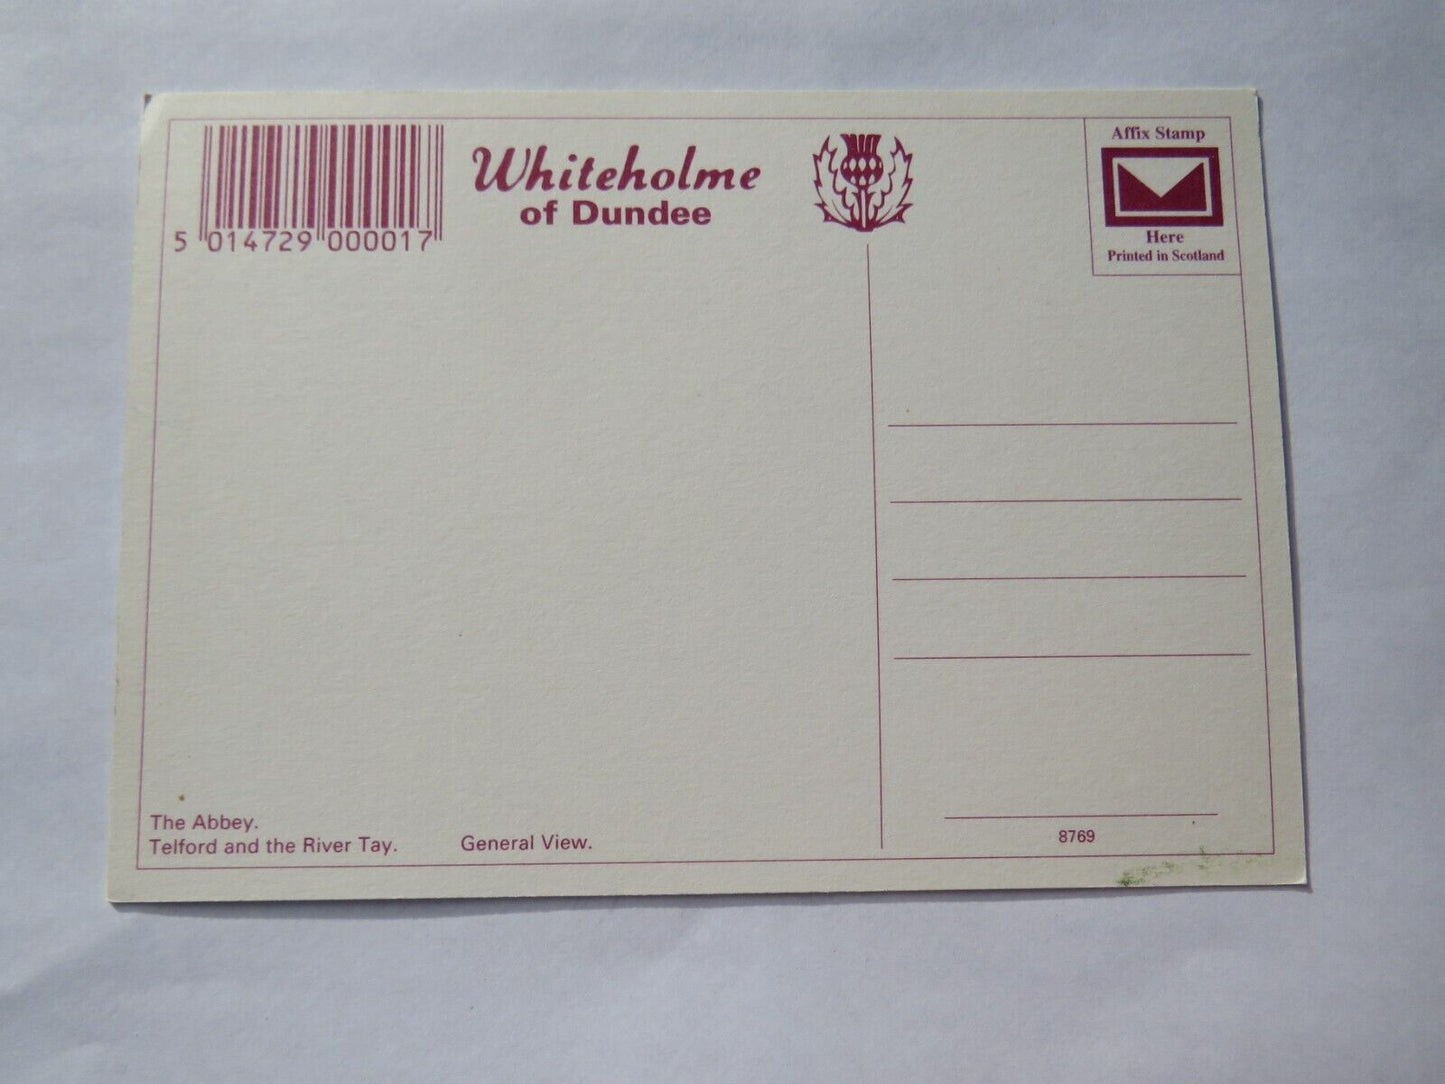 5 014729 000017
Whiteholme
of Dundee
Affix Stamp
Here
Printed in Scotland
The Abbey.
Telford and the River Tay. General View.
8769